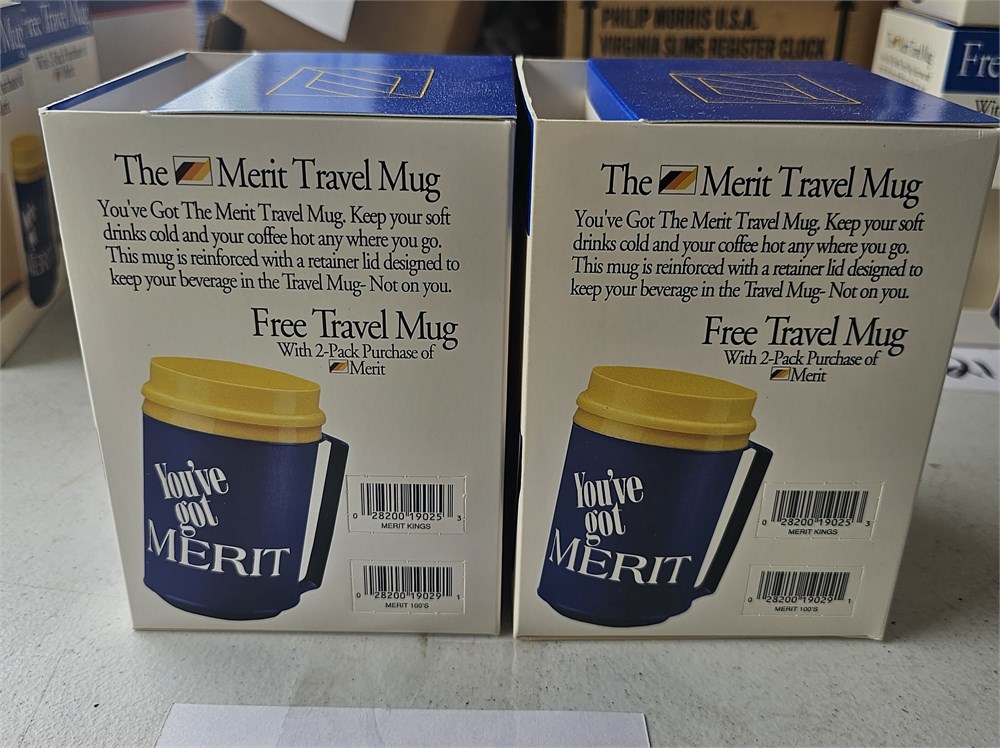 PHILIP MORRIS U.S.A.
VIRGINIA SLIMS REGISTER CLOCK
The Merit Travel Mug
You've Got The Merit Travel Mug. Keep your soft
drinks cold and your coffee hot any where you go.
This mug is reinforced with a retainer lid designed to
keep your beverage in the Travel Mug- Not on you.
Free Travel Mug
With 2-Pack Purchase of
Merit
You've
got
MERIT
0 28200 19025 3
MERIT KINGS
0 28200 19029 1
MERIT 100'S
The Merit Travel Mug
You've Got The Merit Travel Mug. Keep your soft
drinks cold and your coffee hot any where you go.
This mug is reinforced with a retainer lid designed to
keep your beverage in the Travel Mug- Not on you.
Free Travel Mug
With 2-Pack Purchase of
Merit
You've
got
MERIT
0 28200 19025 3
MERIT KINGS
0 28200 19029 1
MERIT 100'S
Fre
Wit